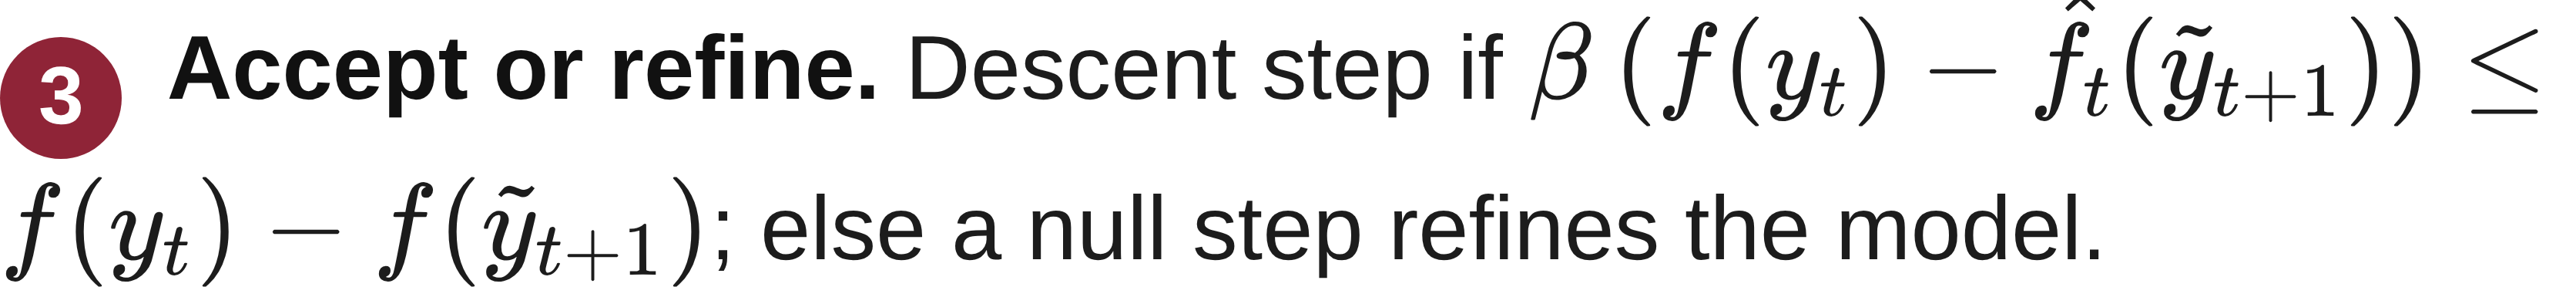 3 Accept or refine. Descent step if β (f(y_t) − f̂_t(ỹ_{t+1})) ≤
f(y_t) − f(ỹ_{t+1}); else a null step refines the model.